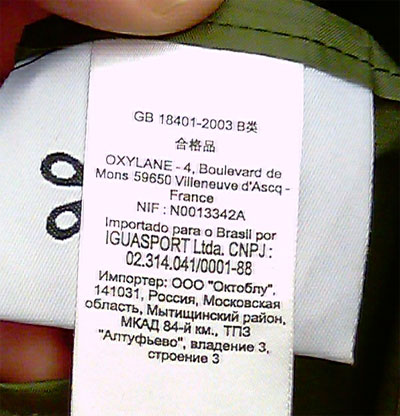 GB 18401-2003 B类
合格品
OXYLANE - 4, Boulevard de
Mons 59650 Villeneuve d'Ascq -
France
NIF : N0013342A
Importado para o Brasil por
IGUASPORT Ltda. CNPJ :
02.314.041/0001-88
Импортер: ООО "Октоблу",
141031, Россия, Московская
область, Мытищинский район,
МКАД 84-й км., ТПЗ
"Алтуфьево", владение 3,
строение 3